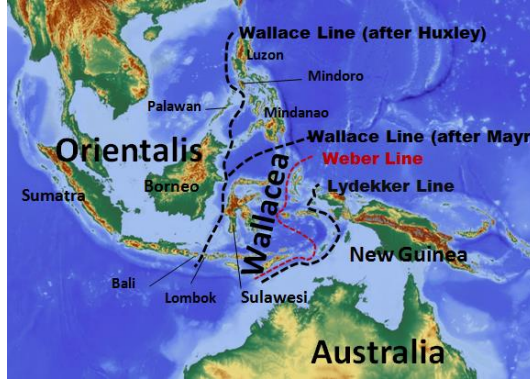 Wallace Line (after Huxley)
Luzon
Mindoro
Palawan
Mindanao
Wallace Line (after Mayr
Orientalis
Weber Line
Wallacea
Lydekker Line
Borneo
Sumatra
New Guinea
Bali
Lombok
Sulawesi
Australia